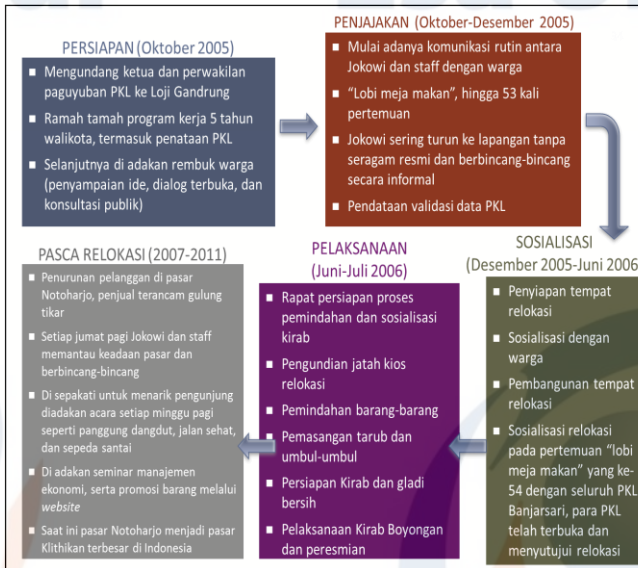 PERSIAPAN (Oktober 2005)
▪ Mengundang ketua dan perwakilan
paguyuban PKL ke Loji Gandrung
▪ Ramah tamah program kerja 5 tahun
walikota, termasuk penataan PKL
▪ Selanjutnya di adakan rembuk warga
(penyampaian ide, dialog terbuka, dan
konsultasi publik)
PENJAJAKAN (Oktober-Desember 2005)
▪ Mulai adanya komunikasi rutin antara
Jokowi dan staff dengan warga
▪ “Lobi meja makan”, hingga 53 kali
pertemuan
▪ Jokowi sering turun ke lapangan tanpa
seragam resmi dan berbincang-bincang
secara informal
▪ Pendataan validasi data PKL
SOSIALISASI
(Desember 2005-Juni 2006)
▪ Penyiapan tempat
relokasi
▪ Sosialisasi dengan
warga
▪ Pembangunan tempat
relokasi
▪ Sosialisasi relokasi
pada pertemuan “lobi
meja makan” yang ke-
54 dengan seluruh PKL
Banjarsari, para PKL
telah terbuka dan
menyutujui relokasi
PELAKSANAAN
(Juni-Juli 2006)
▪ Rapat persiapan proses
pemindahan dan sosialisasi
kirab
▪ Pengundian jatah kios
relokasi
▪ Pemindahan barang-barang
▪ Pemasangan tarub dan
umbul-umbul
▪ Persiapan Kirab dan gladi
bersih
▪ Pelaksanaan Kirab Boyongan
dan peresmian
PASCA RELOKASI (2007-2011)
▪ Penurunan pelanggan di pasar
Notoharjo, penjual terancam gulung
tikar
▪ Setiap jumat pagi Jokowi dan staff
memantau keadaan pasar dan
berbincang-bincang
▪ Di sepakati untuk menarik pengunjung
diadakan acara setiap minggu pagi
seperti panggung dangdut, jalan sehat,
dan sepeda santai
▪ Di adakan seminar manajemen
ekonomi, serta promosi barang melalui
website
▪ Saat ini pasar Notoharjo menjadi pasar
Klithikan terbesar di Indonesia